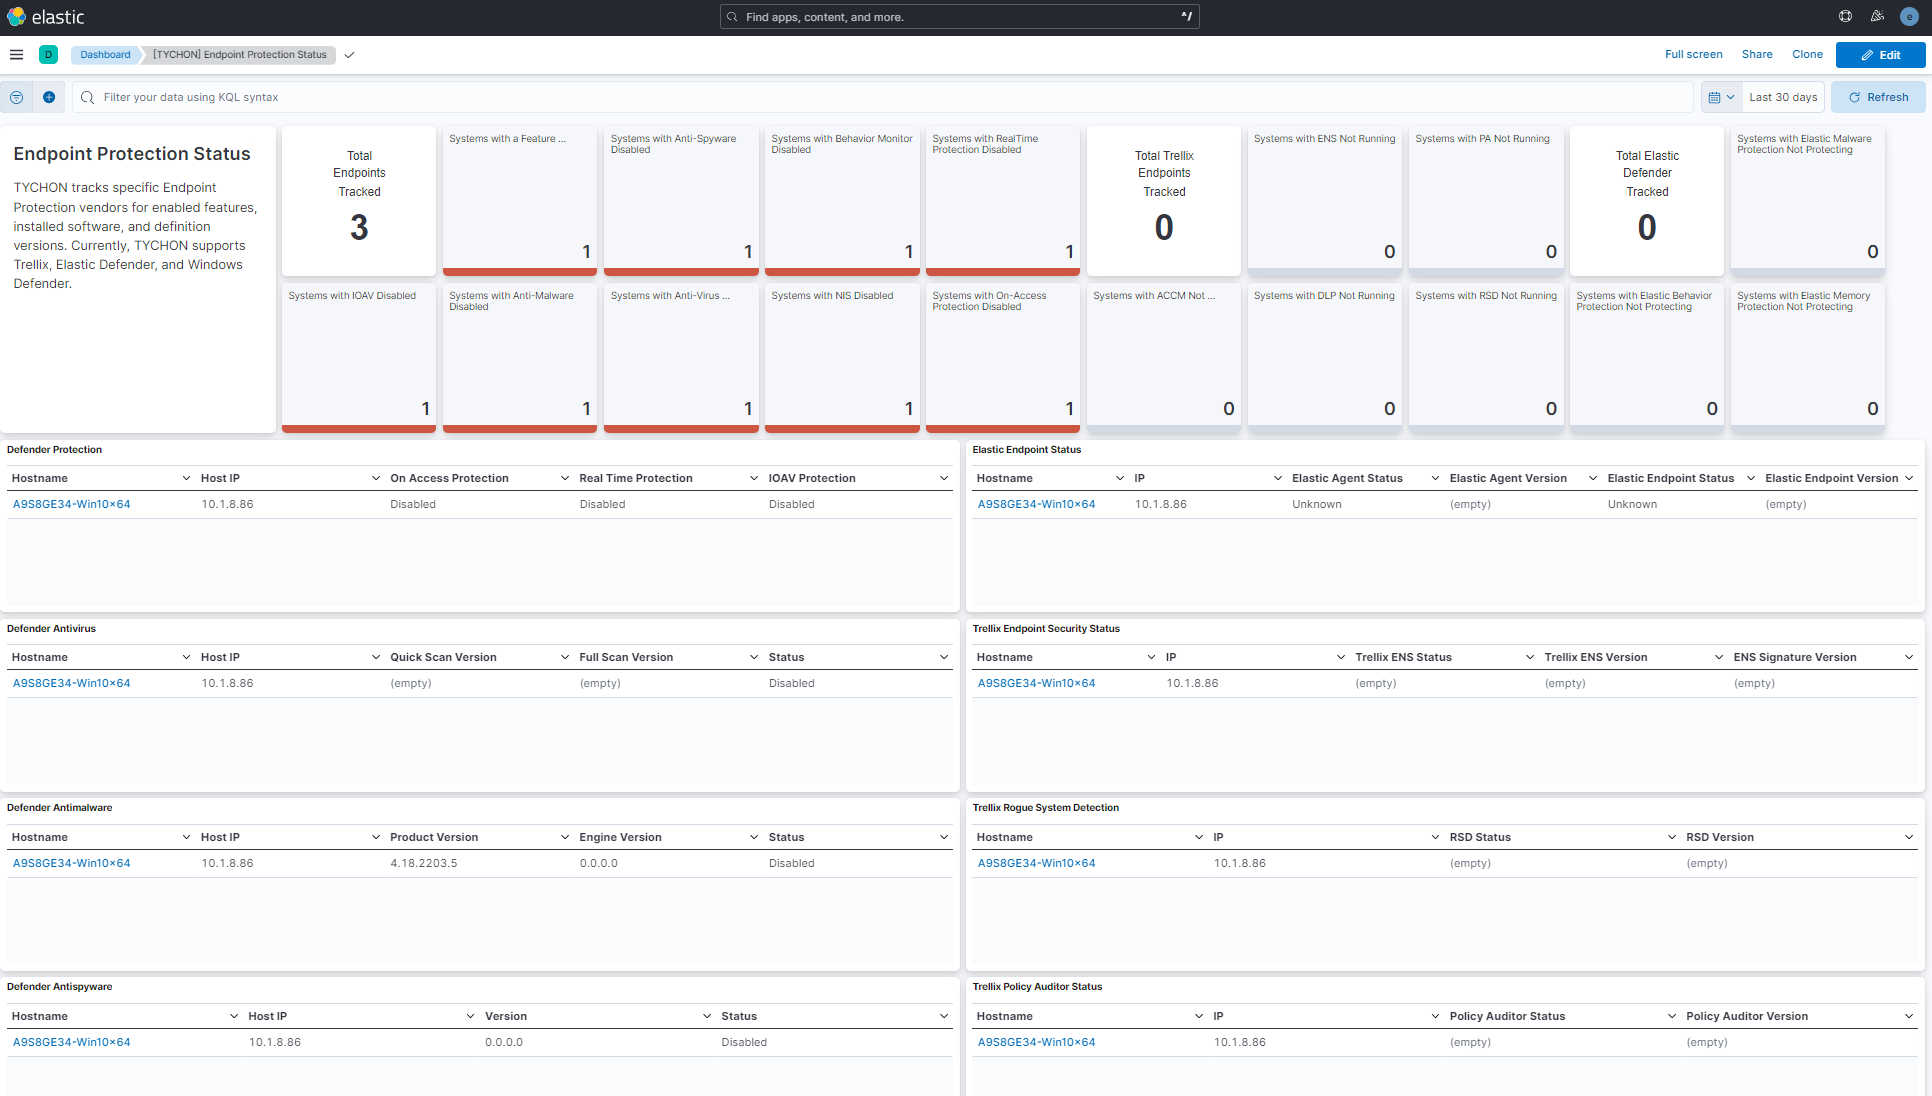 elastic
Find apps, content, and more.
^/
e
D
Dashboard
[TYCHON] Endpoint Protection Status
Full screen
Share
Clone
Edit
Filter your data using KQL syntax
Last 30 days
Refresh
Endpoint Protection Status
TYCHON tracks specific Endpoint
Protection vendors for enabled features,
installed software, and definition
versions. Currently, TYCHON supports
Trellix, Elastic Defender, and Windows
Defender.
Total
Endpoints
Tracked
3
Systems with a Feature ...
1
Systems with Anti-Spyware
Disabled
1
Systems with Behavior Monitor
Disabled
1
Systems with RealTime
Protection Disabled
1
Total Trellix
Endpoints
Tracked
0
Systems with ENS Not Running
0
Systems with PA Not Running
0
Total Elastic
Defender
Tracked
0
Systems with Elastic Malware
Protection Not Protecting
0
Systems with IOAV Disabled
1
Systems with Anti-Malware
Disabled
1
Systems with Anti-Virus ...
1
Systems with NIS Disabled
1
Systems with On-Access
Protection Disabled
1
Systems with ACCM Not ...
0
Systems with DLP Not Running
0
Systems with RSD Not Running
0
Systems with Elastic Behavior
Protection Not Protecting
0
Systems with Elastic Memory
Protection Not Protecting
0
Defender Protection
Hostname Host IP On Access Protection Real Time Protection IOAV Protection
A9S8GE34-Win10x64 10.1.8.86 Disabled Disabled Disabled
Elastic Endpoint Status
Hostname IP Elastic Agent Status Elastic Agent Version Elastic Endpoint Status Elastic Endpoint Version
A9S8GE34-Win10x64 10.1.8.86 Unknown (empty) Unknown (empty)
Defender Antivirus
Hostname Host IP Quick Scan Version Full Scan Version Status
A9S8GE34-Win10x64 10.1.8.86 (empty) (empty) Disabled
Trellix Endpoint Security Status
Hostname IP Trellix ENS Status Trellix ENS Version ENS Signature Version
A9S8GE34-Win10x64 10.1.8.86 (empty) (empty) (empty)
Defender Antimalware
Hostname Host IP Product Version Engine Version Status
A9S8GE34-Win10x64 10.1.8.86 4.18.2203.5 0.0.0.0 Disabled
Trellix Rogue System Detection
Hostname IP RSD Status RSD Version
A9S8GE34-Win10x64 10.1.8.86 (empty) (empty)
Defender Antispyware
Hostname Host IP Version Status
A9S8GE34-Win10x64 10.1.8.86 0.0.0.0 Disabled
Trellix Policy Auditor Status
Hostname IP Policy Auditor Status Policy Auditor Version
A9S8GE34-Win10x64 10.1.8.86 (empty) (empty)